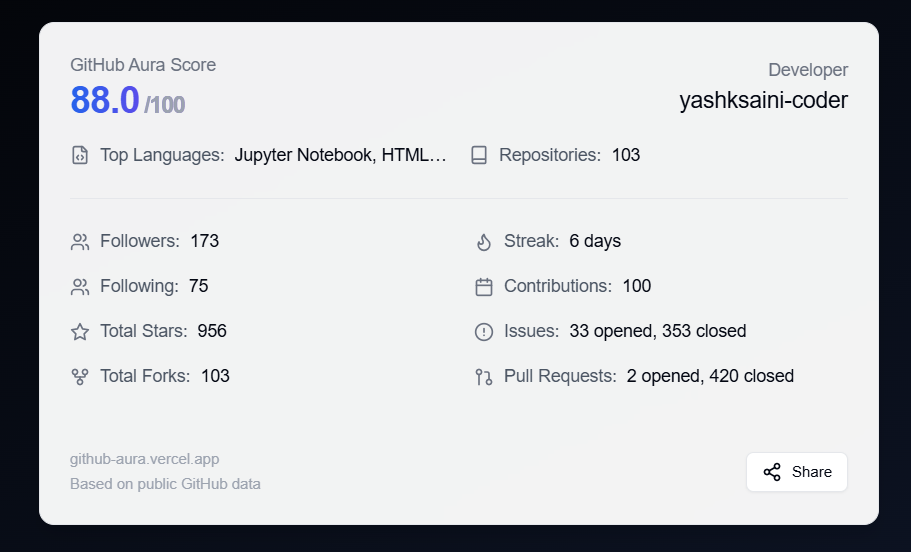 GitHub Aura Score
Developer
88.0 /100
yashksaini-coder
Top Languages: Jupyter Notebook, HTML... Repositories: 103
Followers: 173
Streak: 6 days
Following: 75
Contributions: 100
Total Stars: 956
Issues: 33 opened, 353 closed
Total Forks: 103
Pull Requests: 2 opened, 420 closed
github-aura.vercel.app
Based on public GitHub data
Share